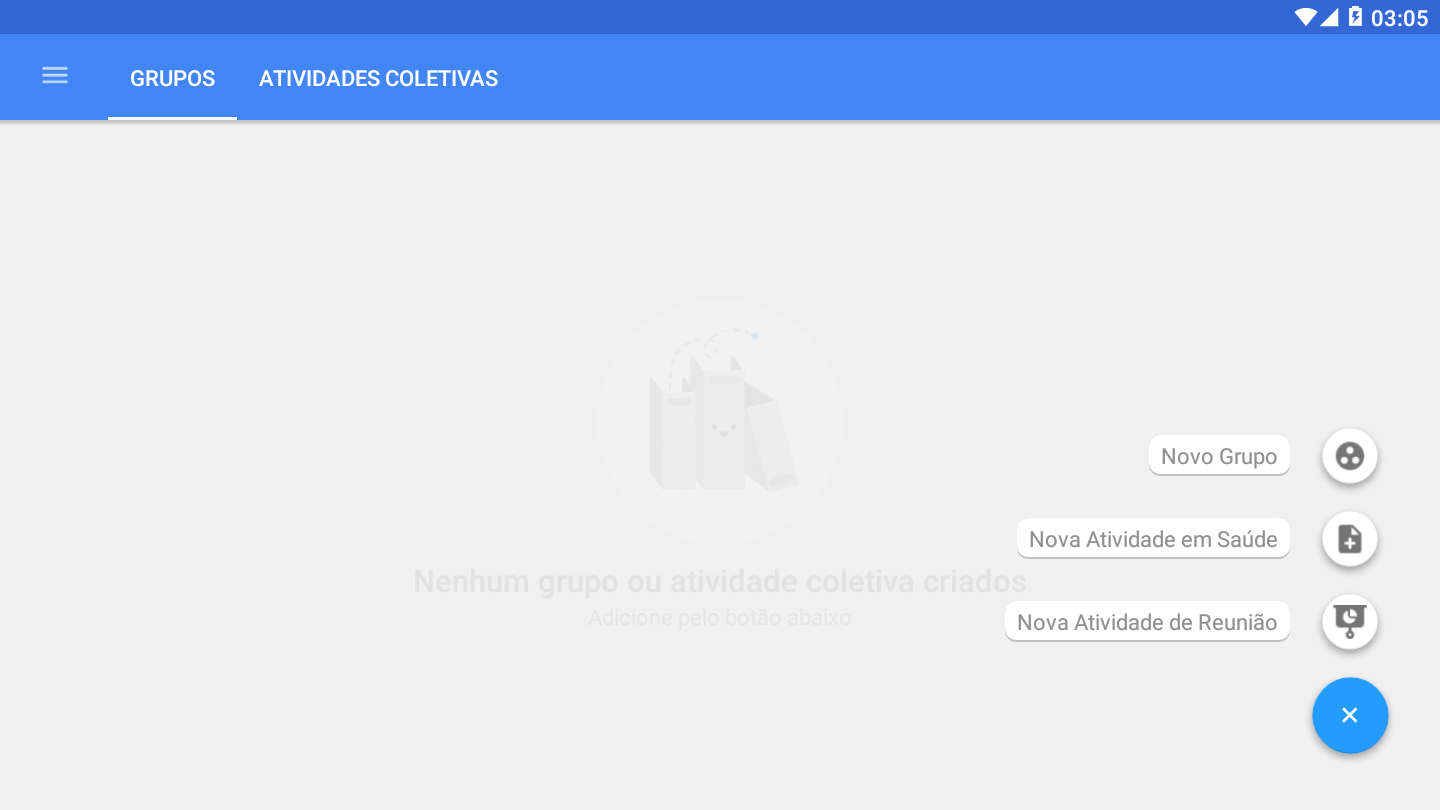 03:05
GRUPOS
ATIVIDADES COLETIVAS
Novo Grupo
Nova Atividade em Saúde
Nenhum grupo ou atividade coletiva criados
Adicione pelo botão abaixo
Nova Atividade de Reunião